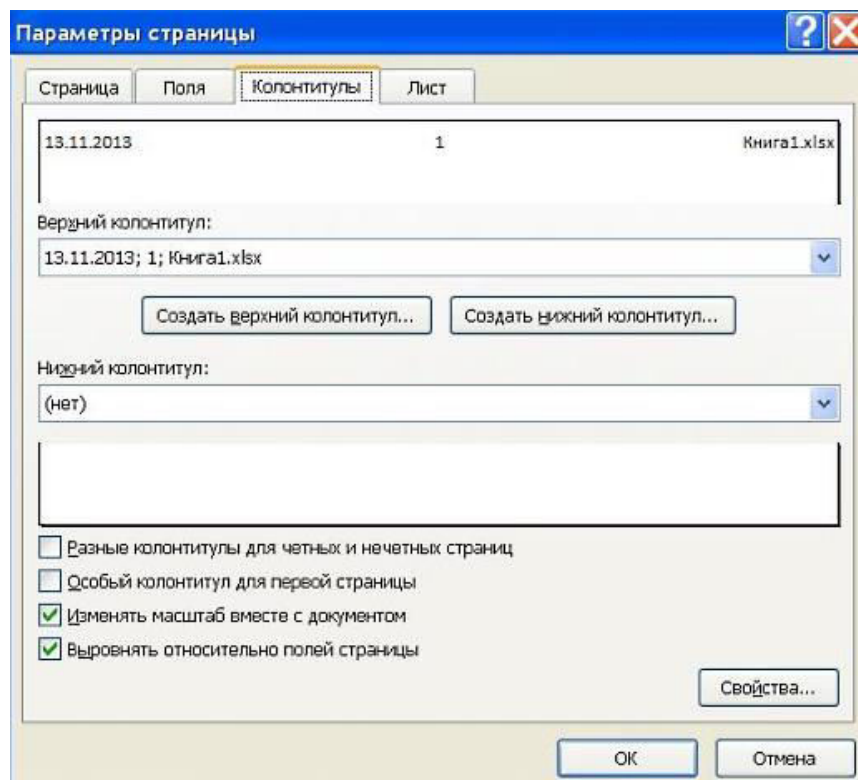 Параметры страницы
Страница Поля Колонтитулы Лист
13.11.2013 1 Книга1.xlsx
Верхний колонтитул:
13.11.2013; 1; Книга1.xlsx
Создать верхний колонтитул... Создать нижний колонтитул...
Нижний колонтитул:
(нет)
Разные колонтитулы для четных и нечетных страниц
Особый колонтитул для первой страницы
Изменять масштаб вместе с документом
Выровнять относительно полей страницы
Свойства...
ОК Отмена